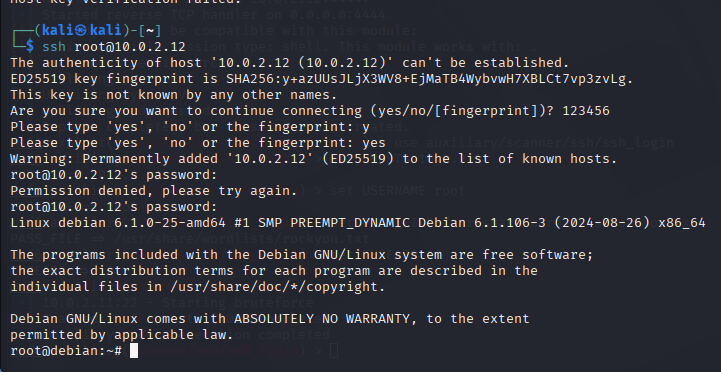 Host key verification failed.
┌──(kali㉿kali)-[~]
└─$ ssh root@10.0.2.12
The authenticity of host '10.0.2.12 (10.0.2.12)' can't be established.
ED25519 key fingerprint is SHA256:y+azUUsJLjX3WV8+EjMaTB4WybvwH7XBLCt7vp3zvLg.
This key is not known by any other names.
Are you sure you want to continue connecting (yes/no/[fingerprint])? 123456
Please type 'yes', 'no' or the fingerprint: y
Please type 'yes', 'no' or the fingerprint: yes
Warning: Permanently added '10.0.2.12' (ED25519) to the list of known hosts.
root@10.0.2.12's password:
Permission denied, please try again.
root@10.0.2.12's password:
Linux debian 6.1.0-25-amd64 #1 SMP PREEMPT_DYNAMIC Debian 6.1.106-3 (2024-08-26) x86_64
The programs included with the Debian GNU/Linux system are free software;
the exact distribution terms for each program are described in the
individual files in /usr/share/doc/*/copyright.
Debian GNU/Linux comes with ABSOLUTELY NO WARRANTY, to the extent
permitted by applicable law.
root@debian:~#